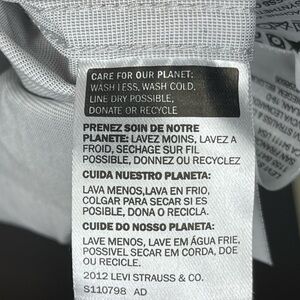 CARE FOR OUR PLANET:
WASH LESS, WASH COLD,
LINE DRY POSSIBLE,
DONATE OR RECYCLE
PRENEZ SOIN DE NOTRE
PLANETE: LAVEZ MOINS, LAVEZ A
FROID, SECHAGE SUR FIL
POSSIBLE, DONNEZ OU RECYCLEZ
CUIDA NUESTRO PLANETA:
LAVA MENOS,LAVA EN FRIO,
COLGAR PARA SECAR SI ES
POSIBLE, DONA O RECICLA.
CUIDE DO NOSSO PLANETA:
LAVE MENOS, LAVE EM ÁGUA FRIE,
POSSIVEL SECAR EM CORDA, DOE
OU RECICLE.
2012 LEVI STRAUSS & CO.
S110798 AD